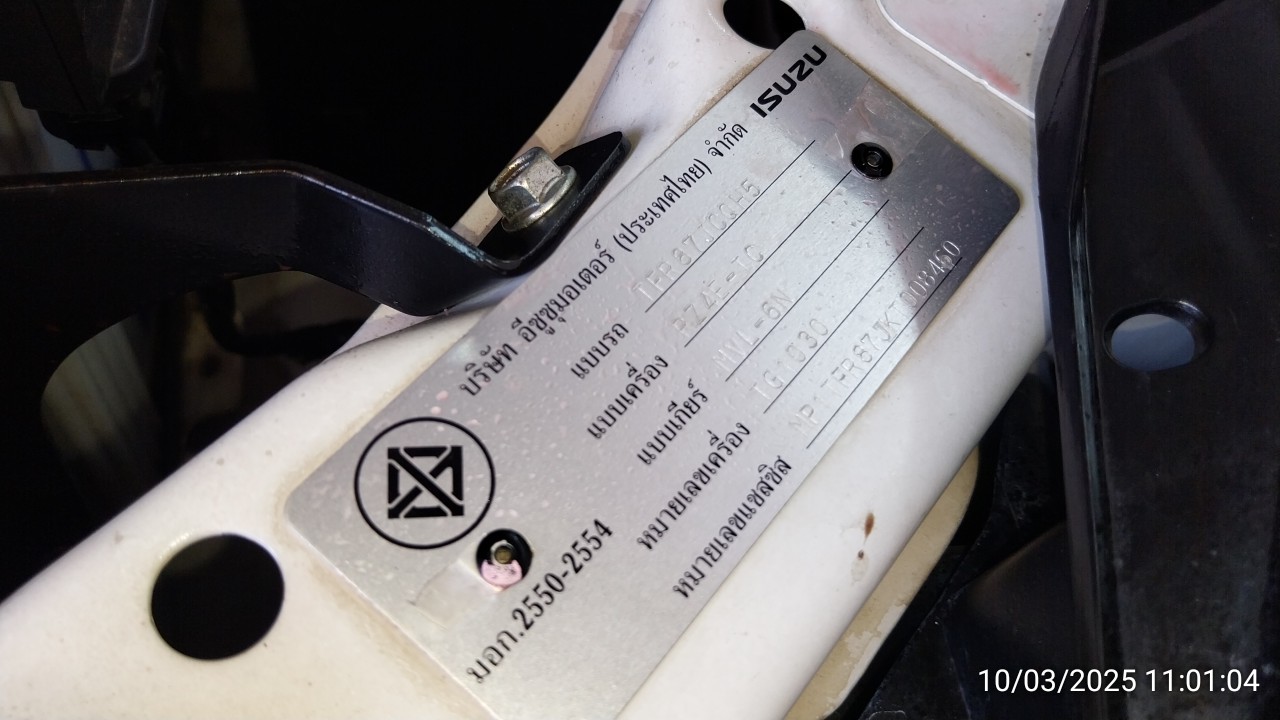 ISUZU
บริษัท อีซูซุมอเตอร์ (ประเทศไทย) จำกัด
แบบรถ TFR87JCGH-5
แบบเครื่อง RZ4E-TC
แบบเกียร์ MVL-6N
หมายเลขเครื่อง TG1030
หมายเลขแชสซิส
มอก.2550-2554
10/03/2025 11:01:04